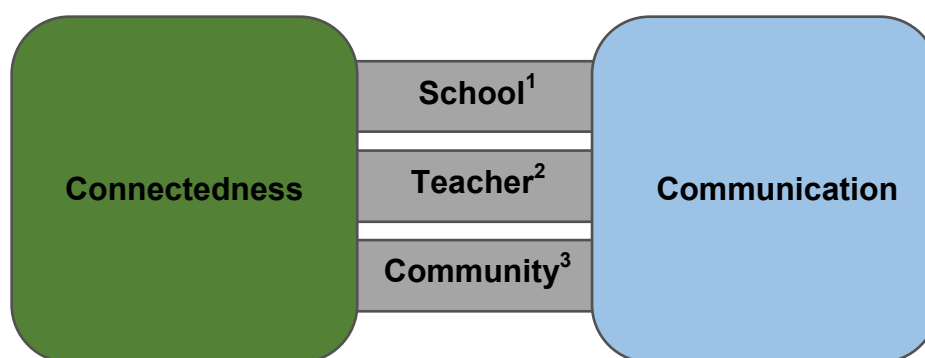 Connectedness
School¹
Teacher²
Community³
Communication